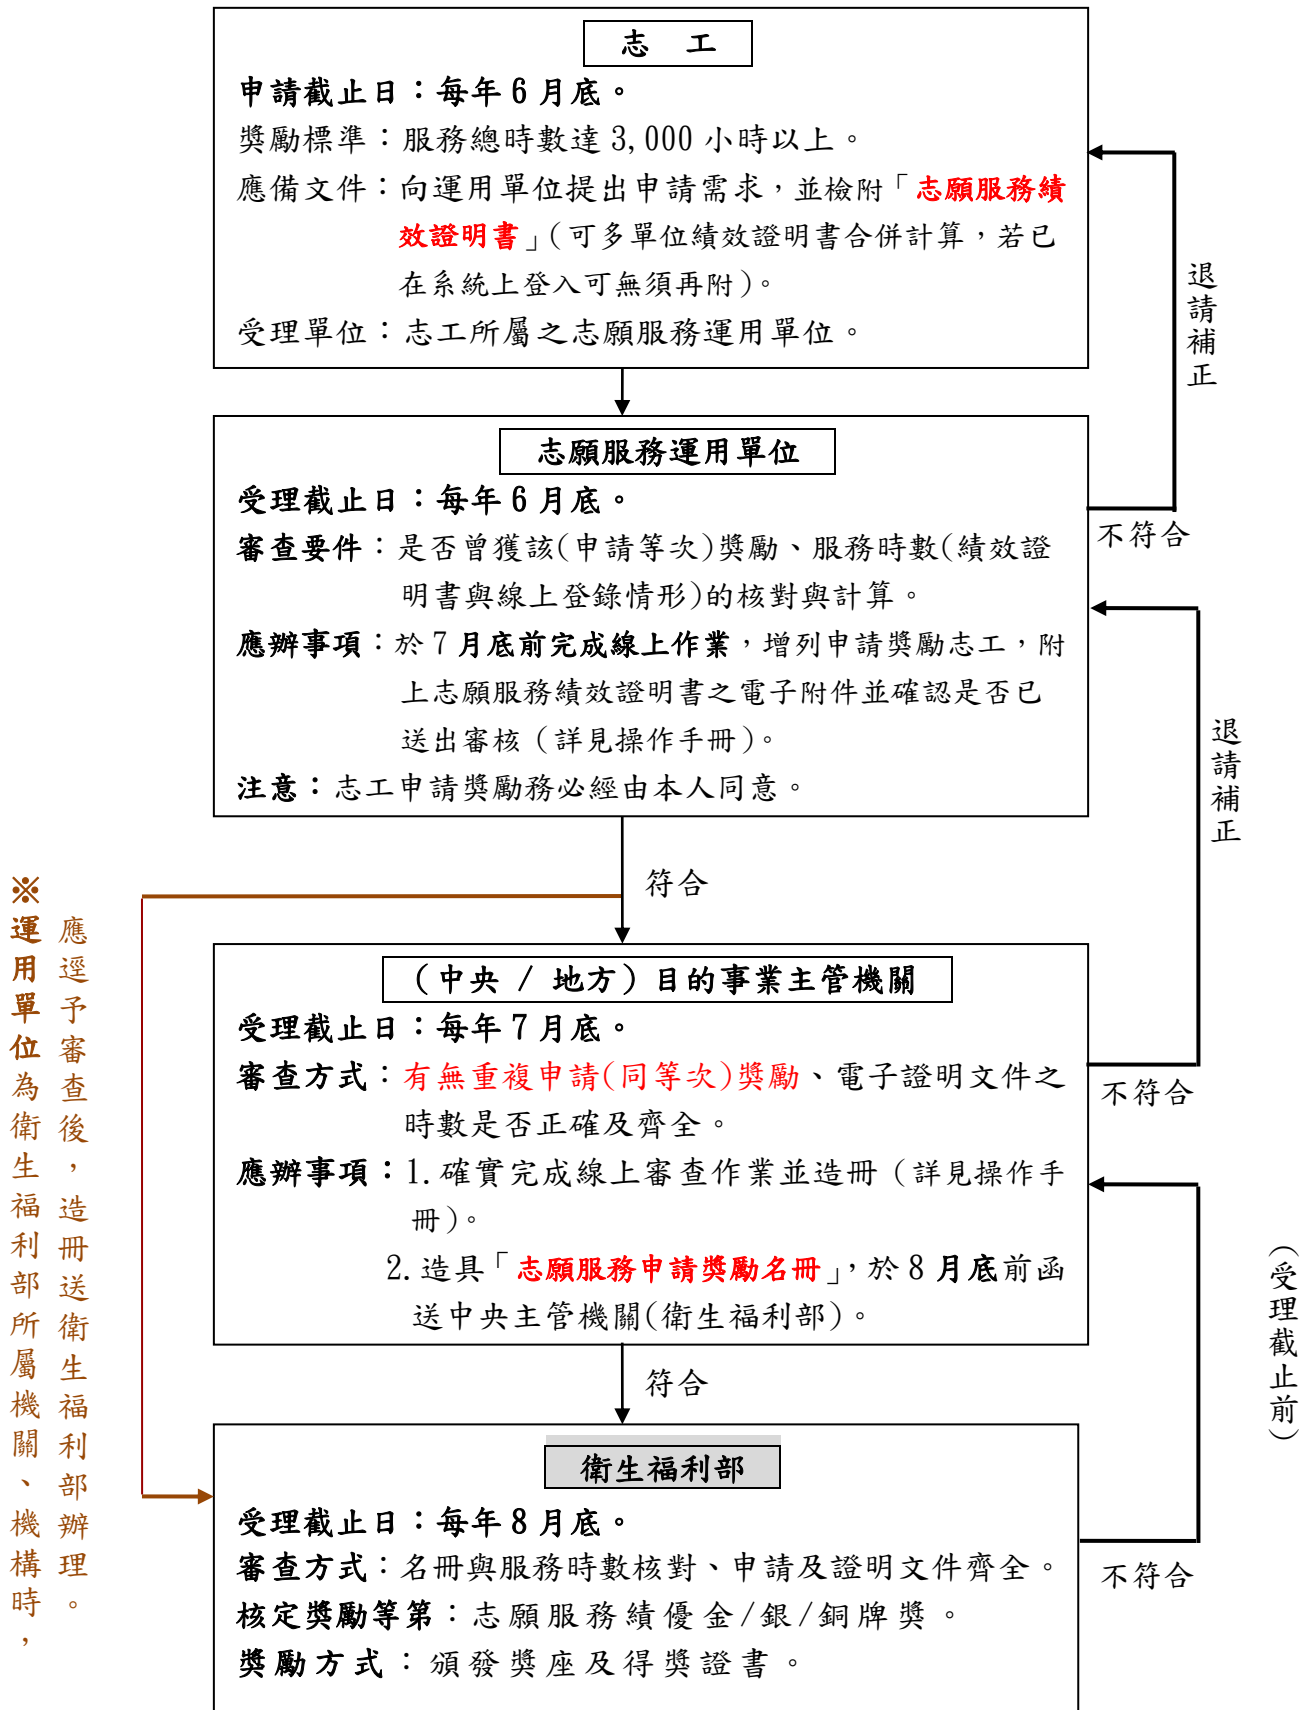 志　工
申請截止日：每年 6 月底。
獎勵標準：服務總時數達 3,000 小時以上。
應備文件：向運用單位提出申請需求，並檢附「志願服務績
效證明書」(可多單位績效證明書合併計算，若已
在系統上登入可無須再附)。
受理單位：志工所屬之志願服務運用單位。
退請補正
志願服務運用單位
受理截止日：每年 6 月底。
審查要件：是否曾獲該(申請等次)獎勵、服務時數(績效證
明書與線上登錄情形)的核對與計算。
應辦事項：於 7 月底前完成線上作業，增列申請獎勵志工，附
上志願服務績效證明書之電子附件並確認是否已
送出審核 (詳見操作手冊)。
注意：志工申請獎勵務必經由本人同意。
不符合
退請補正
符合
※運用單位為衛生福利部所屬機關、機構時，
應逕予審查後，造冊送衛生福利部辦理。
(中央 / 地方) 目的事業主管機關
受理截止日：每年 7 月底。
審查方式：有無重複申請(同等次)獎勵、電子證明文件之
時數是否正確及齊全。
應辦事項：1. 確實完成線上審查作業並造冊 (詳見操作手
冊)。
2. 造具「志願服務申請獎勵名冊」，於 8 月底前函
送中央主管機關(衛生福利部)。
不符合
(受理截止前)
符合
衛生福利部
受理截止日：每年 8 月底。
審查方式：名冊與服務時數核對、申請及證明文件齊全。
核定獎勵等第：志願服務績優金/銀/銅牌獎。
獎勵方式：頒發獎座及得獎證書。
不符合